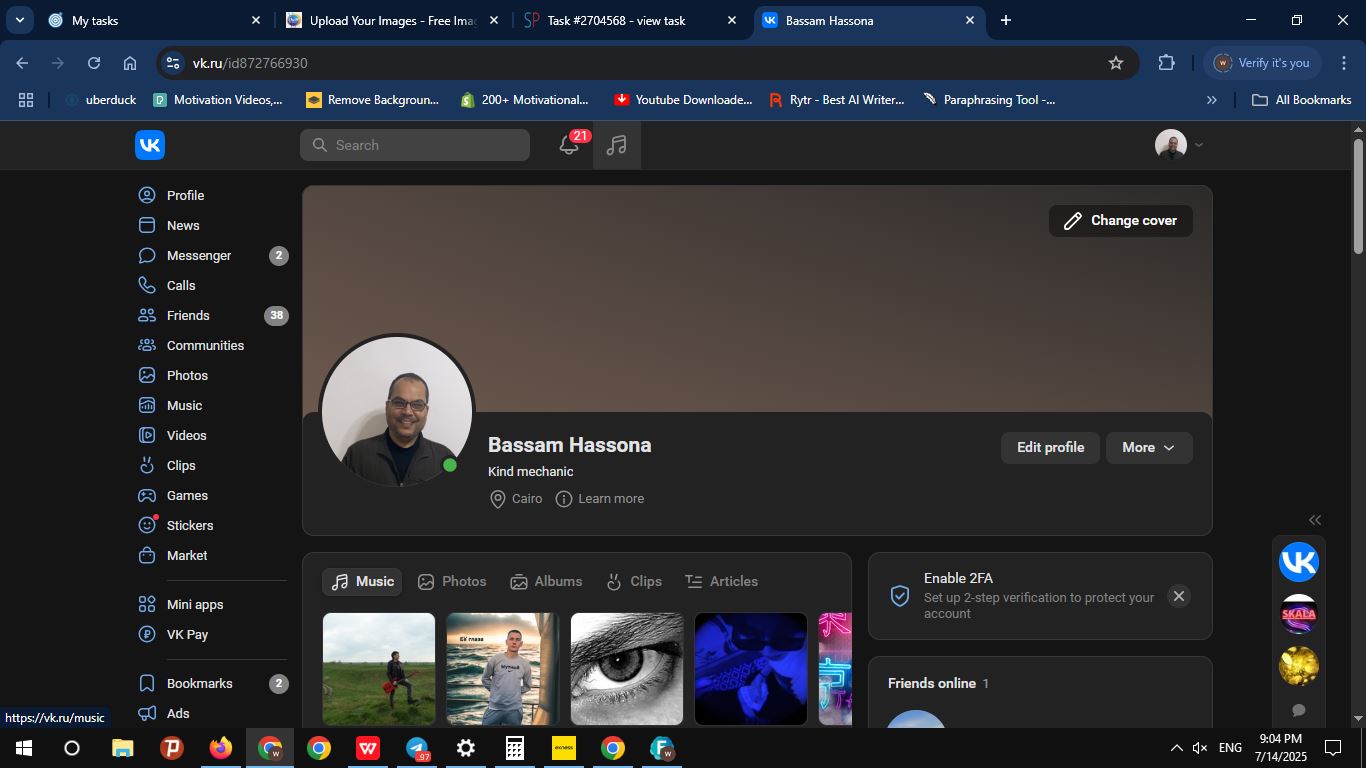 My tasks
Upload Your Images - Free Imag
SP Task #2704568 - view task
Bassam Hassona
vk.ru/id872766930
Verify it's you
uberduck
Motivation Videos,...
Remove Backgroun...
200+ Motivational...
Youtube Downloade...
Rytr - Best AI Writer...
Paraphrasing Tool -...
All Bookmarks
Search
21
Profile
News
Messenger 2
Calls
Friends 38
Communities
Photos
Music
Videos
Clips
Games
Stickers
Market
Mini apps
VK Pay
Bookmarks 2
Ads
Change cover
Bassam Hassona
Kind mechanic
Cairo
Learn more
Edit profile
More
Music
Photos
Albums
Clips
Articles
Её глаза
Enable 2FA
Set up 2-step verification to protect your
account
Friends online 1
SKALA
https://vk.ru/music
97
exness
ENG
9:04 PM
7/14/2025